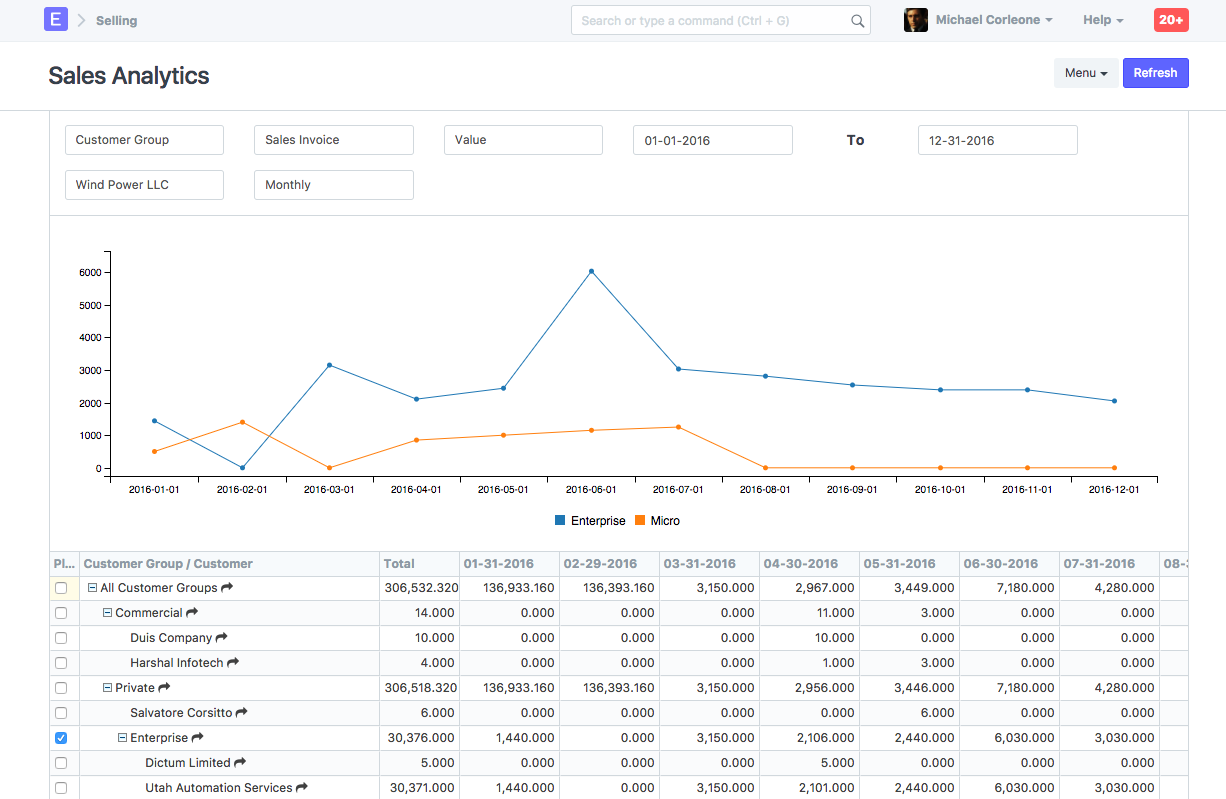 E Selling Search or type a command (Ctrl + G) Michael Corleone Help 20+
Sales Analytics Menu Refresh
Customer Group Sales Invoice Value 01-01-2016 To 12-31-2016
Wind Power LLC Monthly
6000
5000
4000
3000
2000
1000
0
2016-01-01 2016-02-01 2016-03-01 2016-04-01 2016-05-01 2016-06-01 2016-07-01 2016-08-01 2016-09-01 2016-10-01 2016-11-01 2016-12-01
Enterprise Micro
Pl... Customer Group / Customer Total 01-31-2016 02-29-2016 03-31-2016 04-30-2016 05-31-2016 06-30-2016 07-31-2016 08-3
All Customer Groups 306,532.320 136,933.160 136,393.160 3,150.000 2,967.000 3,449.000 7,180.000 4,280.000
Commercial 14.000 0.000 0.000 0.000 11.000 3.000 0.000 0.000
Duis Company 10.000 0.000 0.000 0.000 10.000 0.000 0.000 0.000
Harshal Infotech 4.000 0.000 0.000 0.000 1.000 3.000 0.000 0.000
Private 306,518.320 136,933.160 136,393.160 3,150.000 2,956.000 3,446.000 7,180.000 4,280.000
Salvatore Corsitto 6.000 0.000 0.000 0.000 0.000 6.000 0.000 0.000
Enterprise 30,376.000 1,440.000 0.000 3,150.000 2,106.000 2,440.000 6,030.000 3,030.000
Dictum Limited 5.000 0.000 0.000 0.000 5.000 0.000 0.000 0.000
Utah Automation Services 30,371.000 1,440.000 0.000 3,150.000 2,101.000 2,440.000 6,030.000 3,030.000